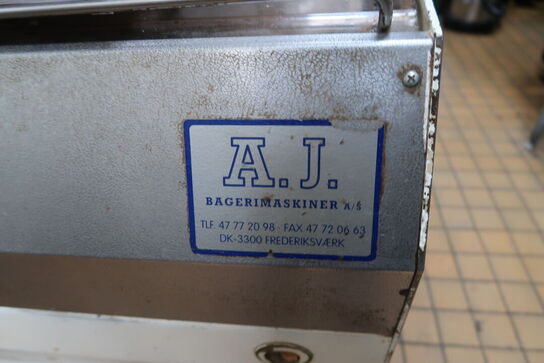 A.J.
BAGERIMASKINER A/S
TLF. 47 77 20 98 · FAX 47 72 06 63
DK-3300 FREDERIKSVÆRK